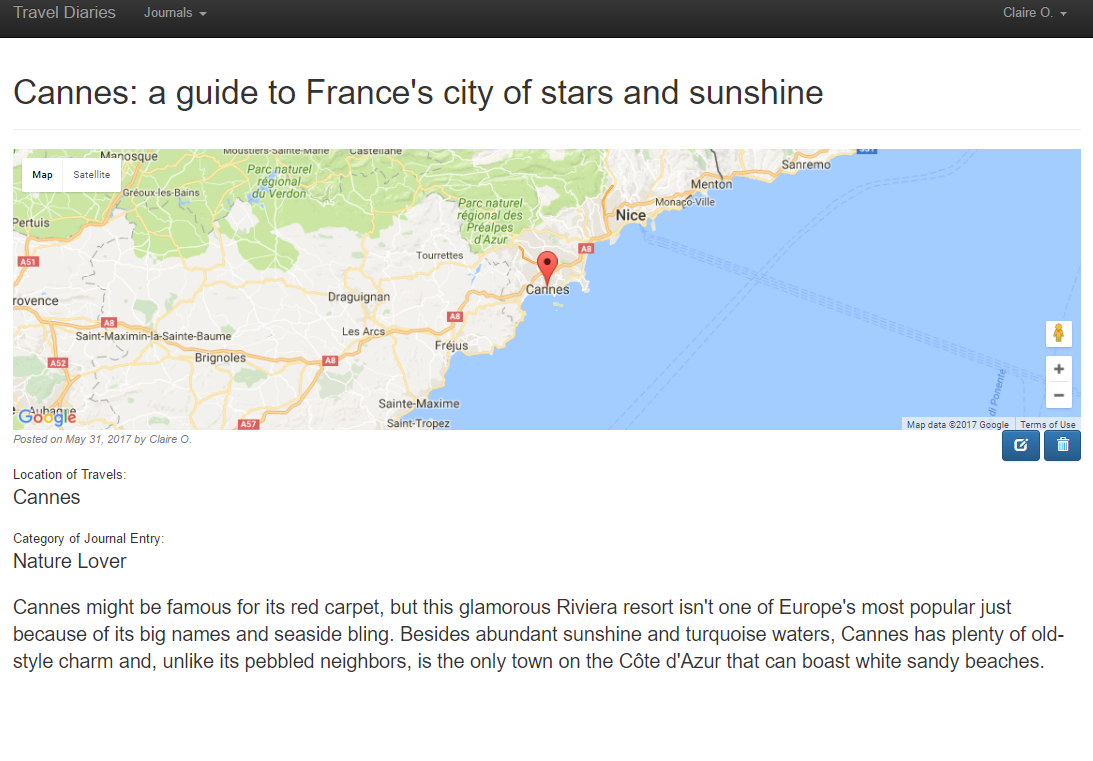 Travel Diaries Journals Claire O.
Cannes: a guide to France's city of stars and sunshine
Map Satellite
Manosque
Moustiers-Sainte-Marie
Castellane
Parc naturel
régional
du Verdon
Gréoux-les-Bains
Pertuis
A51
rovence
A8
Saint-Maximin-la-Sainte-Baume
A52
Brignoles
Aubagne
Google
A57
Draguignan
Les Arcs
A8
Tourrettes
Parc naturel
régional des
Préalpes
d'Azur
A8
Fréjus
Sainte-Maxime
Saint-Tropez
Cannes
A8
Nice
Monaco-Ville
Menton
Sanremo
di Ponente
+
−
Map data ©2017 Google Terms of Use
Posted on May 31, 2017 by Claire O.
Location of Travels:
Cannes
Category of Journal Entry:
Nature Lover
Cannes might be famous for its red carpet, but this glamorous Riviera resort isn't one of Europe's most popular just
because of its big names and seaside bling. Besides abundant sunshine and turquoise waters, Cannes has plenty of old-
style charm and, unlike its pebbled neighbors, is the only town on the Côte d'Azur that can boast white sandy beaches.